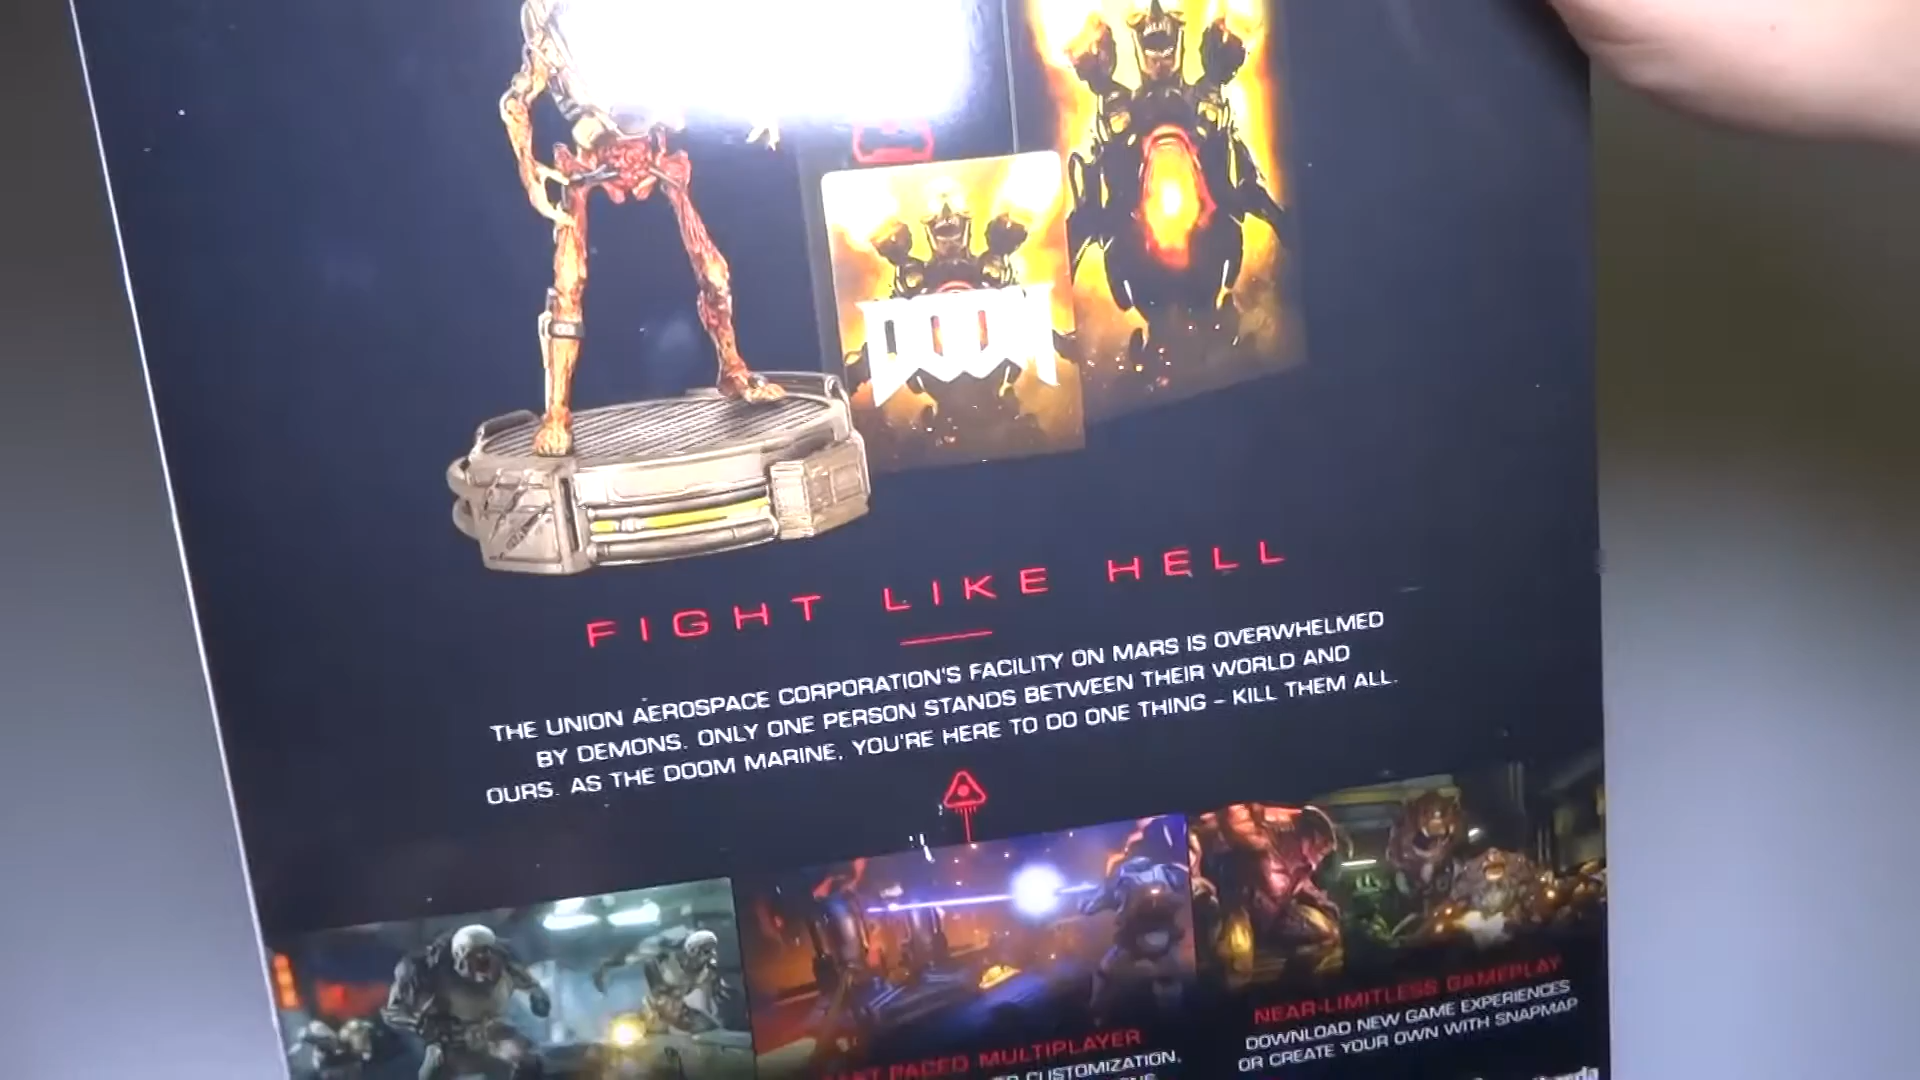 DOOM
FIGHT LIKE HELL
THE UNION AEROSPACE CORPORATION'S FACILITY ON MARS IS OVERWHELMED
BY DEMONS. ONLY ONE PERSON STANDS BETWEEN THEIR WORLD AND
OURS. AS THE DOOM MARINE, YOU'RE HERE TO DO ONE THING – KILL THEM ALL.
PACED MULTIPLAYER
CUSTOMIZATION,
NEAR-LIMITLESS GAMEPLAY
DOWNLOAD NEW GAME EXPERIENCES
OR CREATE YOUR OWN WITH SNAPMAP